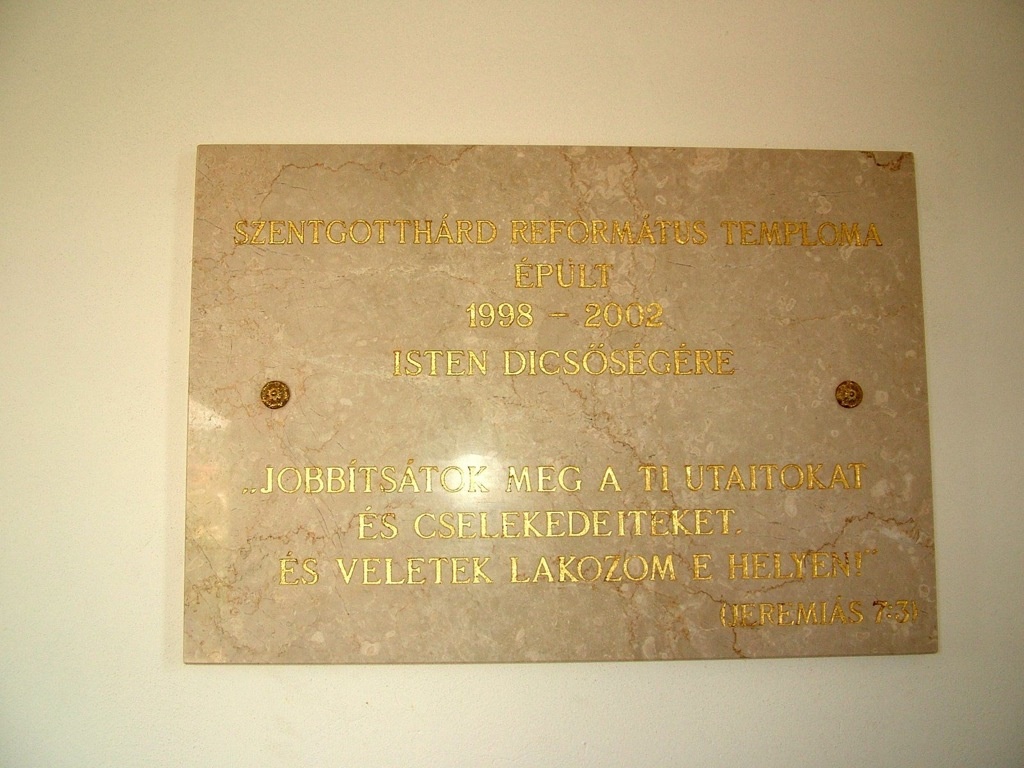 SZENTGOTTHÁRD REFORMÁTUS TEMPLOMA
ÉPÜLT
1998 – 2002
ISTEN DICSŐSÉGÉRE
„JOBBÍTSÁTOK MEG A TI UTAITOKAT
ÉS CSELEKEDEITEKET,
ÉS VELETEK LAKOZOM E HELYEN!”
(JEREMIÁS 7:3)